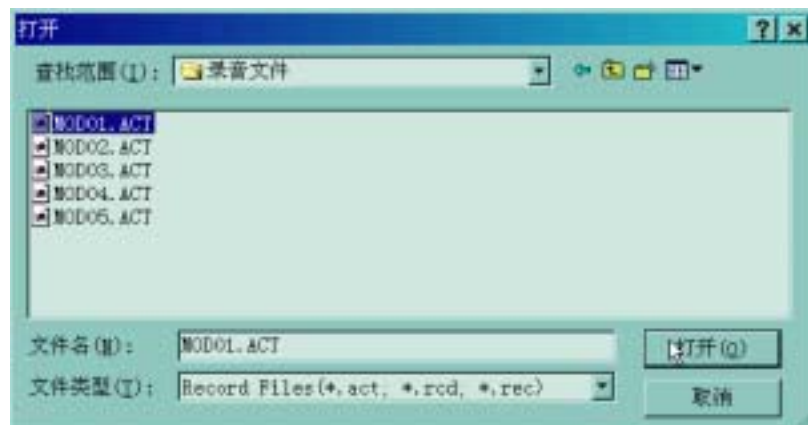 打开
查找范围(I): 录音文件
MOD01.ACT
MOD02.ACT
MOD03.ACT
MOD04.ACT
MOD05.ACT
文件名(N): MOD01.ACT 打开(O)
文件类型(T): Record Files(*.act, *.rcd, *.rec) 取消